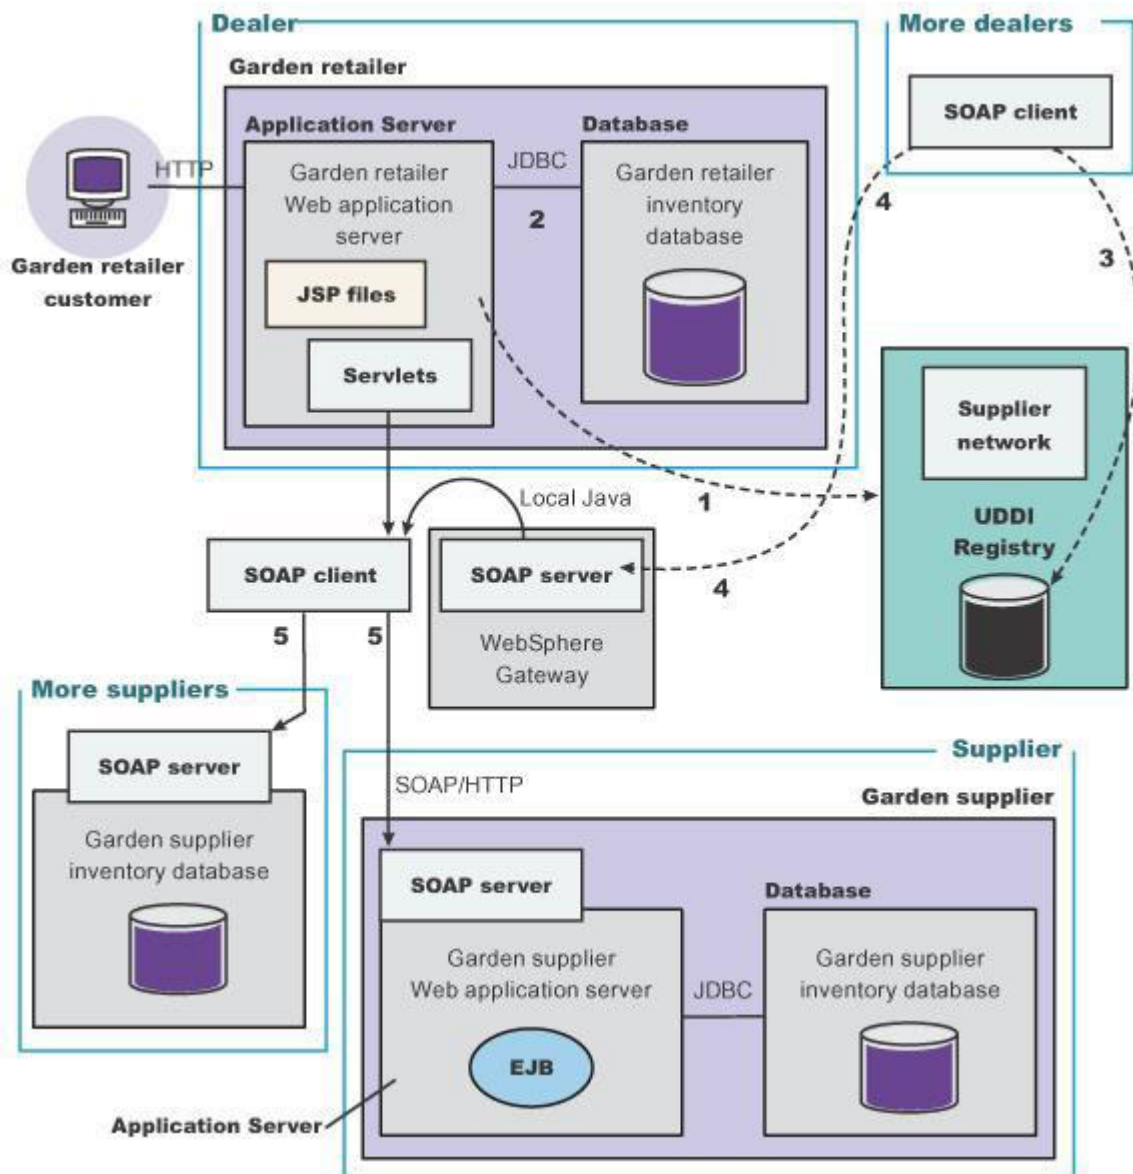 Dealer
More dealers
Garden retailer
SOAP client
Application Server
Database
HTTP
Garden retailer
Web application
server
JDBC
2
Garden retailer
inventory
database
4
3
Garden retailer
customer
JSP files
Servlets
Supplier
network
1
Local Java
UDDI
Registry
SOAP client
SOAP server
4
5
5
WebSphere
Gateway
More suppliers
SOAP server
Supplier
SOAP/HTTP
Garden supplier
Garden supplier
inventory database
SOAP server
Database
Garden supplier
Web application server
JDBC
Garden supplier
inventory database
EJB
Application Server